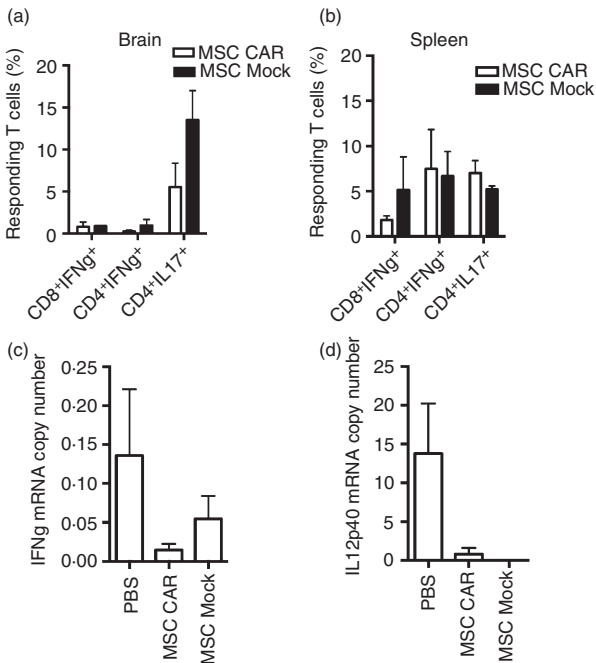 (a)
Brain
MSC CAR
MSC Mock
Responding T cells (%)
20
15
10
5
0
CD8⁺IFNg⁺
CD4⁺IFNg⁺
CD4⁺IL17⁺
(b)
Spleen
MSC CAR
MSC Mock
Responding T cells (%)
20
15
10
5
0
CD8⁺IFNg⁺
CD4⁺IFNg⁺
CD4⁺IL17⁺
(c)
IFNg mRNA copy number
0·25
0·20
0·15
0·10
0·05
0·00
PBS
MSC CAR
MSC Mock
(d)
IL12p40 mRNA copy number
25
20
15
10
5
0
PBS
MSC CAR
MSC Mock